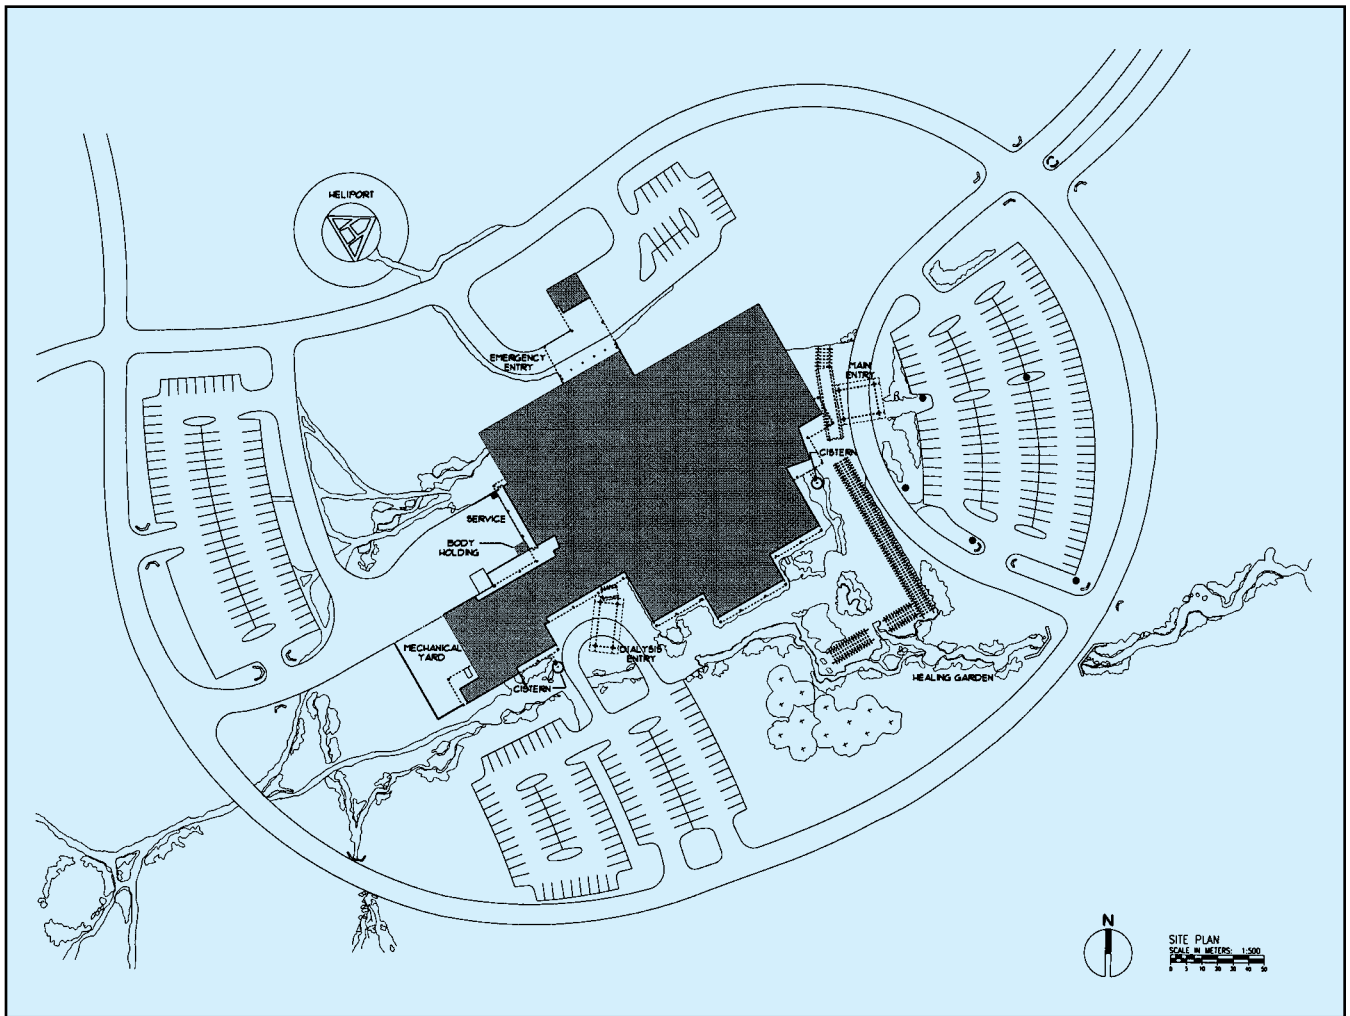 HELIPORT
EMERGENCY
ENTRY
MAIN
ENTRY
CISTERN
SERVICE
BODY
HOLDING
MECHANICAL
YARD
DIALYSIS
ENTRY
CISTERN
HEALING GARDEN
N
SITE PLAN
SCALE IN METERS: 1:500
0 5 10 20 30 40 50